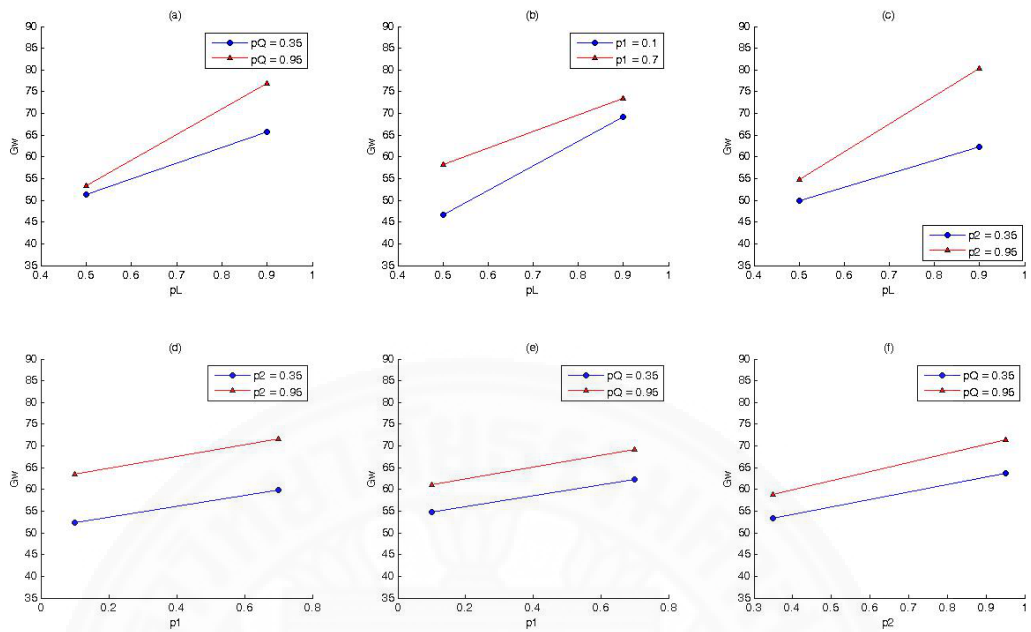 (a)
90
85
80
75
70
65
60
55
50
45
40
35
Gw
0.4 0.5 0.6 0.7 0.8 0.9 1
pL
pQ = 0.35
pQ = 0.95
(b)
90
85
80
75
70
65
60
55
50
45
40
35
Gw
0.4 0.5 0.6 0.7 0.8 0.9 1
pL
p1 = 0.1
p1 = 0.7
(c)
90
85
80
75
70
65
60
55
50
45
40
35
Gw
0.4 0.5 0.6 0.7 0.8 0.9 1
pL
p2 = 0.35
p2 = 0.95
(d)
90
85
80
75
70
65
60
55
50
45
40
35
Gw
0 0.2 0.4 0.6 0.8
p1
p2 = 0.35
p2 = 0.95
(e)
90
85
80
75
70
65
60
55
50
45
40
35
Gw
0 0.2 0.4 0.6 0.8
p1
pQ = 0.35
pQ = 0.95
(f)
90
85
80
75
70
65
60
55
50
45
40
35
Gw
0.3 0.4 0.5 0.6 0.7 0.8 0.9 1
p2
pQ = 0.35
pQ = 0.95